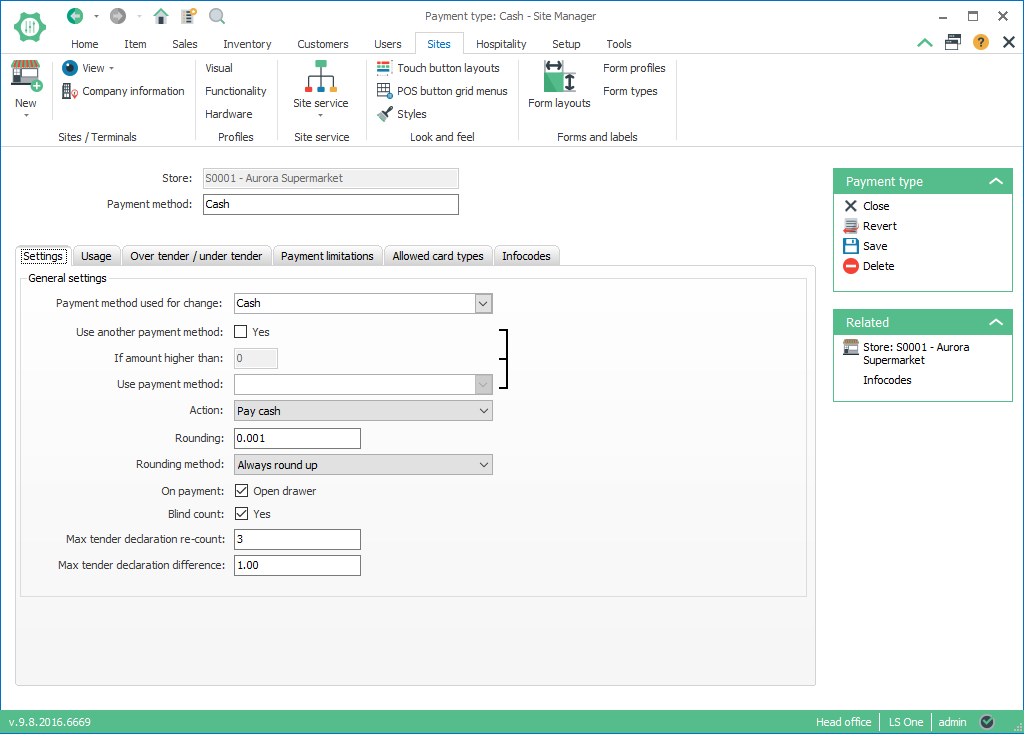 Payment type: Cash - Site Manager
Home Item Sales Inventory Customers Users Sites Hospitality Setup Tools
New
View
Company information
Sites / Terminals
Visual
Functionality
Hardware
Profiles
Site service
Site service
Touch button layouts
POS button grid menus
Styles
Look and feel
Form layouts
Form profiles
Form types
Forms and labels
Store: S0001 - Aurora Supermarket
Payment method: Cash
Settings Usage Over tender / under tender Payment limitations Allowed card types Infocodes
General settings
Payment method used for change: Cash
Use another payment method: Yes
If amount higher than: 0
Use payment method:
Action: Pay cash
Rounding: 0.001
Rounding method: Always round up
On payment: Open drawer
Blind count: Yes
Max tender declaration re-count: 3
Max tender declaration difference: 1.00
Payment type
Close
Revert
Save
Delete
Related
Store: S0001 - Aurora
Supermarket
Infocodes
v.9.8.2016.6669
Head office LS One admin